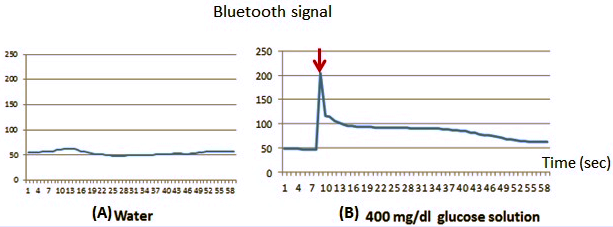 Bluetooth signal
250
200
150
100
50
0
1 4 7 10 13 16 19 22 25 28 31 34 37 40 43 46 49 52 55 58
(A) Water
250
200
150
100
50
0
1 4 7 10 13 16 19 22 25 28 31 34 37 40 43 46 49 52 55 58
Time (sec)
(B) 400 mg/dl glucose solution